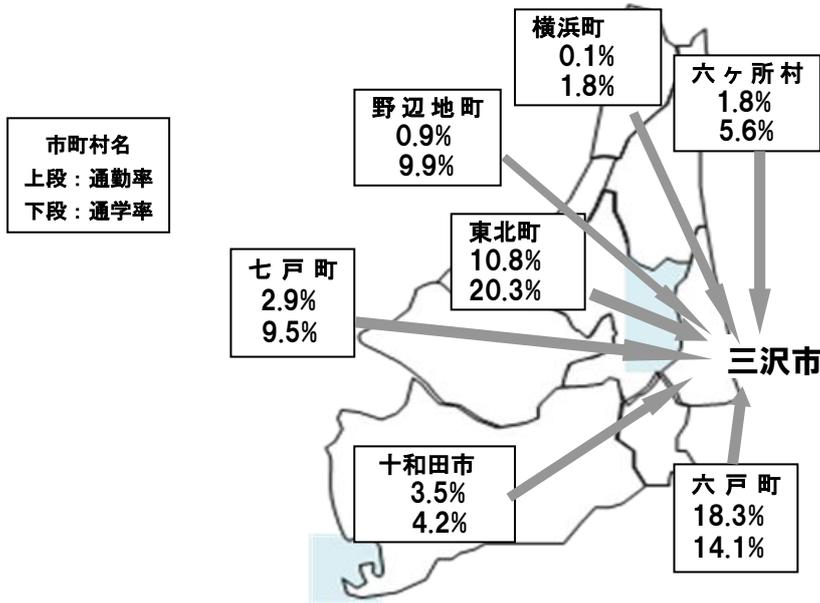 横浜町
0.1%
1.8%
六ヶ所村
1.8%
5.6%
野辺地町
0.9%
9.9%
市町村名
上段:通勤率
下段:通学率
東北町
10.8%
20.3%
七戸町
2.9%
9.5%
三沢市
十和田市
3.5%
4.2%
六戸町
18.3%
14.1%